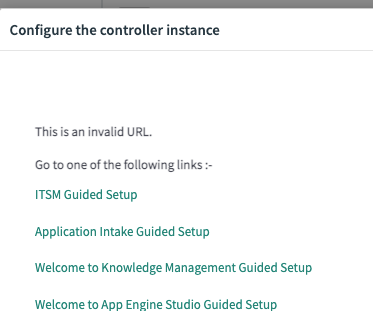 Configure the controller instance
This is an invalid URL.
Go to one of the following links :-
ITSM Guided Setup
Application Intake Guided Setup
Welcome to Knowledge Management Guided Setup
Welcome to App Engine Studio Guided Setup